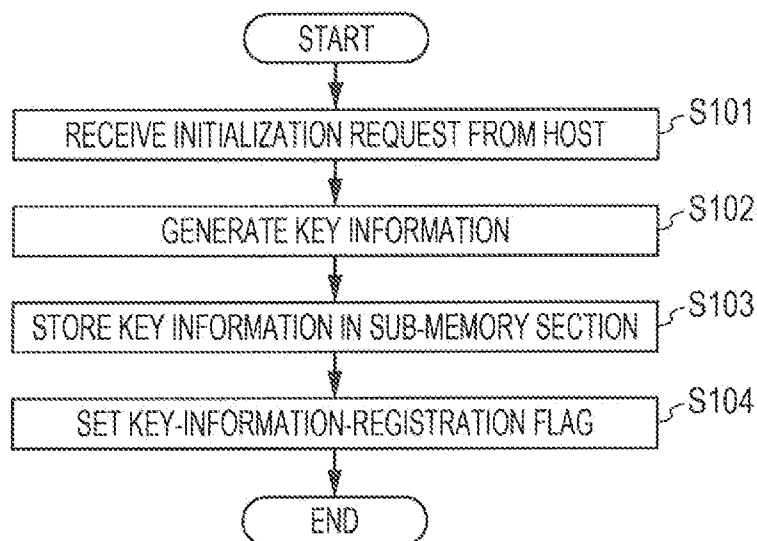 START
RECEIVE INITIALIZATION REQUEST FROM HOST
S101
GENERATE KEY INFORMATION
S102
STORE KEY INFORMATION IN SUB-MEMORY SECTION
S103
SET KEY-INFORMATION-REGISTRATION FLAG
S104
END